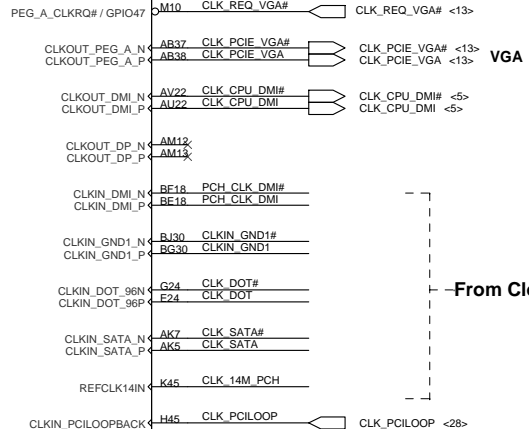 PEG_A_CLKRQ# / GPIO47 M10 CLK_REQ_VGA# CLK_REQ_VGA# <13>
CLKOUT_PEG_A_N AB37 CLK_PCIE_VGA# CLK_PCIE_VGA# <13>
CLKOUT_PEG_A_P AB38 CLK_PCIE_VGA CLK_PCIE_VGA <13>
VGA
CLKOUT_DMI_N AV22 CLK_CPU_DMI# CLK_CPU_DMI# <5>
CLKOUT_DMI_P AU22 CLK_CPU_DMI CLK_CPU_DMI <5>
CLKOUT_DP_N AM12
CLKOUT_DP_P AM13
CLKIN_DMI_N BF18 PCH_CLK_DMI#
CLKIN_DMI_P BE18 PCH_CLK_DMI
CLKIN_GND1_N BJ30 CLKIN_GND1#
CLKIN_GND1_P BG30 CLKIN_GND1
CLKIN_DOT_96N G24 CLK_DOT#
CLKIN_DOT_96P E24 CLK_DOT
From Cl
CLKIN_SATA_N AK7 CLK_SATA#
CLKIN_SATA_P AK5 CLK_SATA
REFCLK14IN K45 CLK_14M_PCH
CLKIN_PCILOOPBACK H45 CLK_PCILOOP CLK_PCILOOP <28>